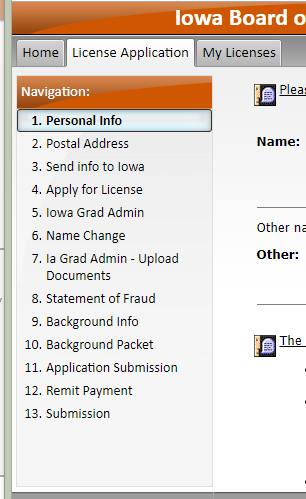 Iowa Board o
Home License Application My Licenses
Navigation:
1. Personal Info
2. Postal Address
3. Send info to Iowa
4. Apply for License
5. Iowa Grad Admin
6. Name Change
7. Ia Grad Admin - Upload
Documents
8. Statement of Fraud
9. Background Info
10. Background Packet
11. Application Submission
12. Remit Payment
13. Submission
Plea
Name:
Other na
Other:
The